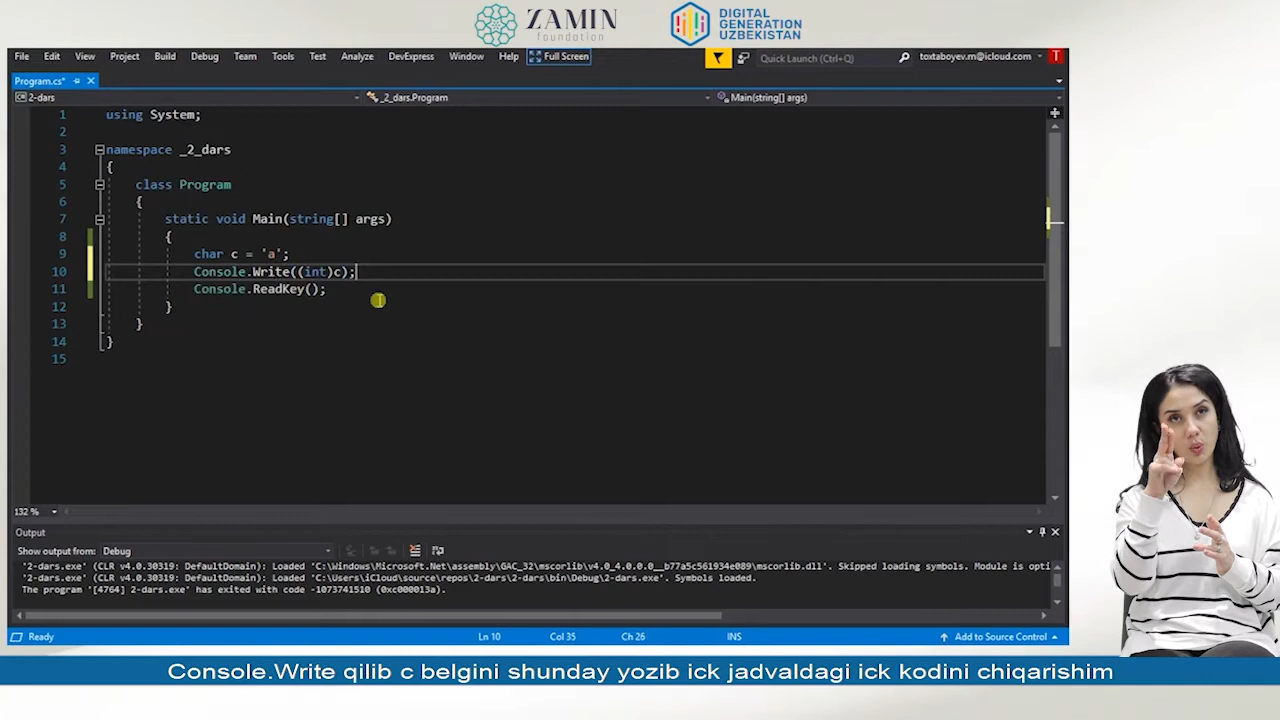 ZAMIN
foundation
DIGITAL
GENERATION
UZBEKISTAN
File Edit View Project Build Debug Team Tools Test Analyze DevExpress Window Help Full Screen Quick Launch (Ctrl+Q) toxtaboyev.m@icloud.com T
Program.cs*
2-dars _2_dars.Program Main(string[] args)
1 using System;
2
3 namespace _2_dars
4 {
5 class Program
6 {
7 static void Main(string[] args)
8 {
9 char c = 'a';
10 Console.Write((int)c);
11 Console.ReadKey();
12 }
13 }
14 }
15
132 %
Output
Show output from: Debug
'2-dars.exe' (CLR v4.0.30319: DefaultDomain): Loaded 'C:\Windows\Microsoft.Net\assembly\GAC_32\mscorlib\v4.0_4.0.0.0__b77a5c561934e089\mscorlib.dll'. Skipped loading symbols. Module is opti
'2-dars.exe' (CLR v4.0.30319: DefaultDomain): Loaded 'C:\Users\iCloud\source\repos\2-dars\2-dars\bin\Debug\2-dars.exe'. Symbols loaded.
The program '[4764] 2-dars.exe' has exited with code -1073741510 (0xc000013a).
Ready Ln 10 Col 35 Ch 26 INS Add to Source Control
Console.Write qilib c belgini shunday yozib ick jadvaldagi ick kodini chiqarishim